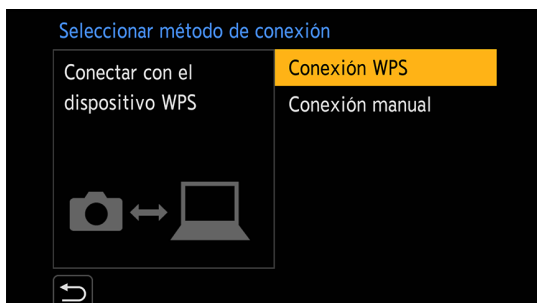 Seleccionar método de conexión
Conectar con el
dispositivo WPS
Conexión WPS
Conexión manual